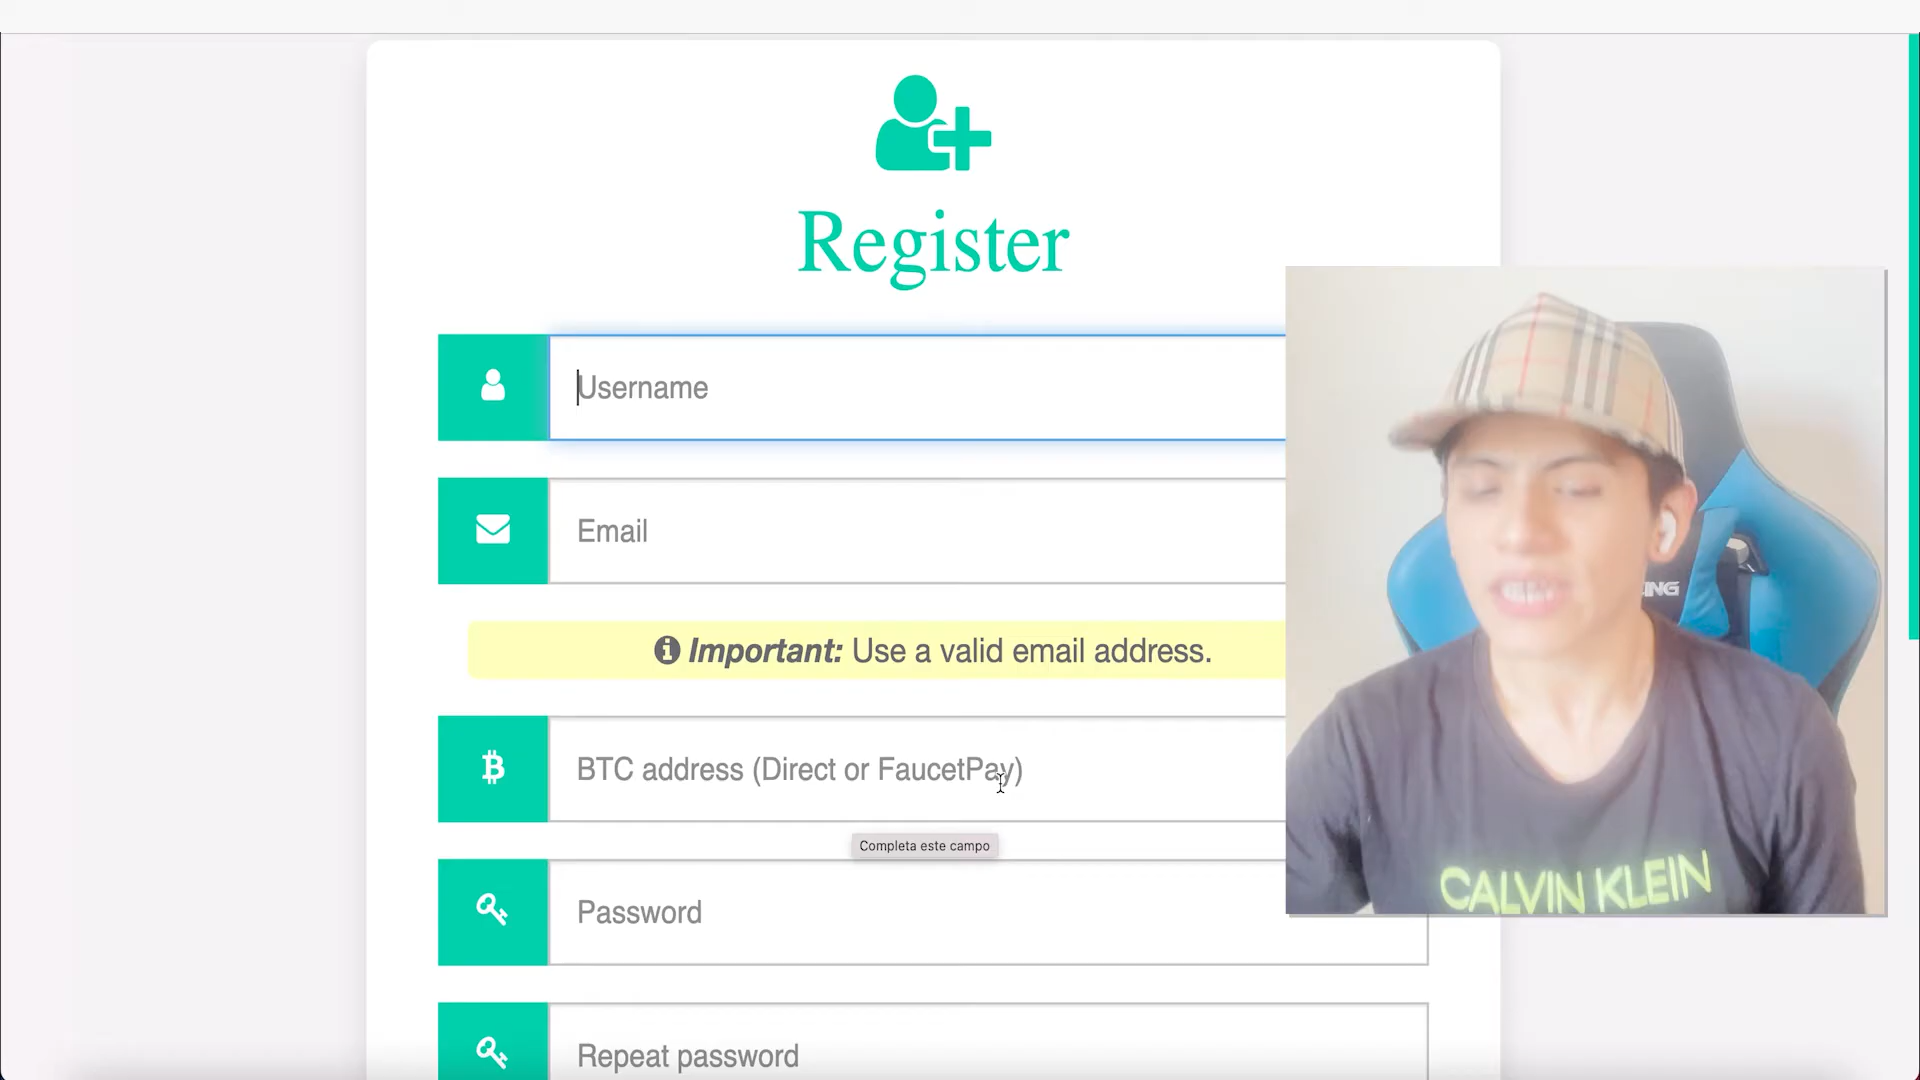 Register
Username
Email
Important: Use a valid email address.
BTC address (Direct or FaucetPay)
Completa este campo
Password
Repeat password
CALVIN KLEIN